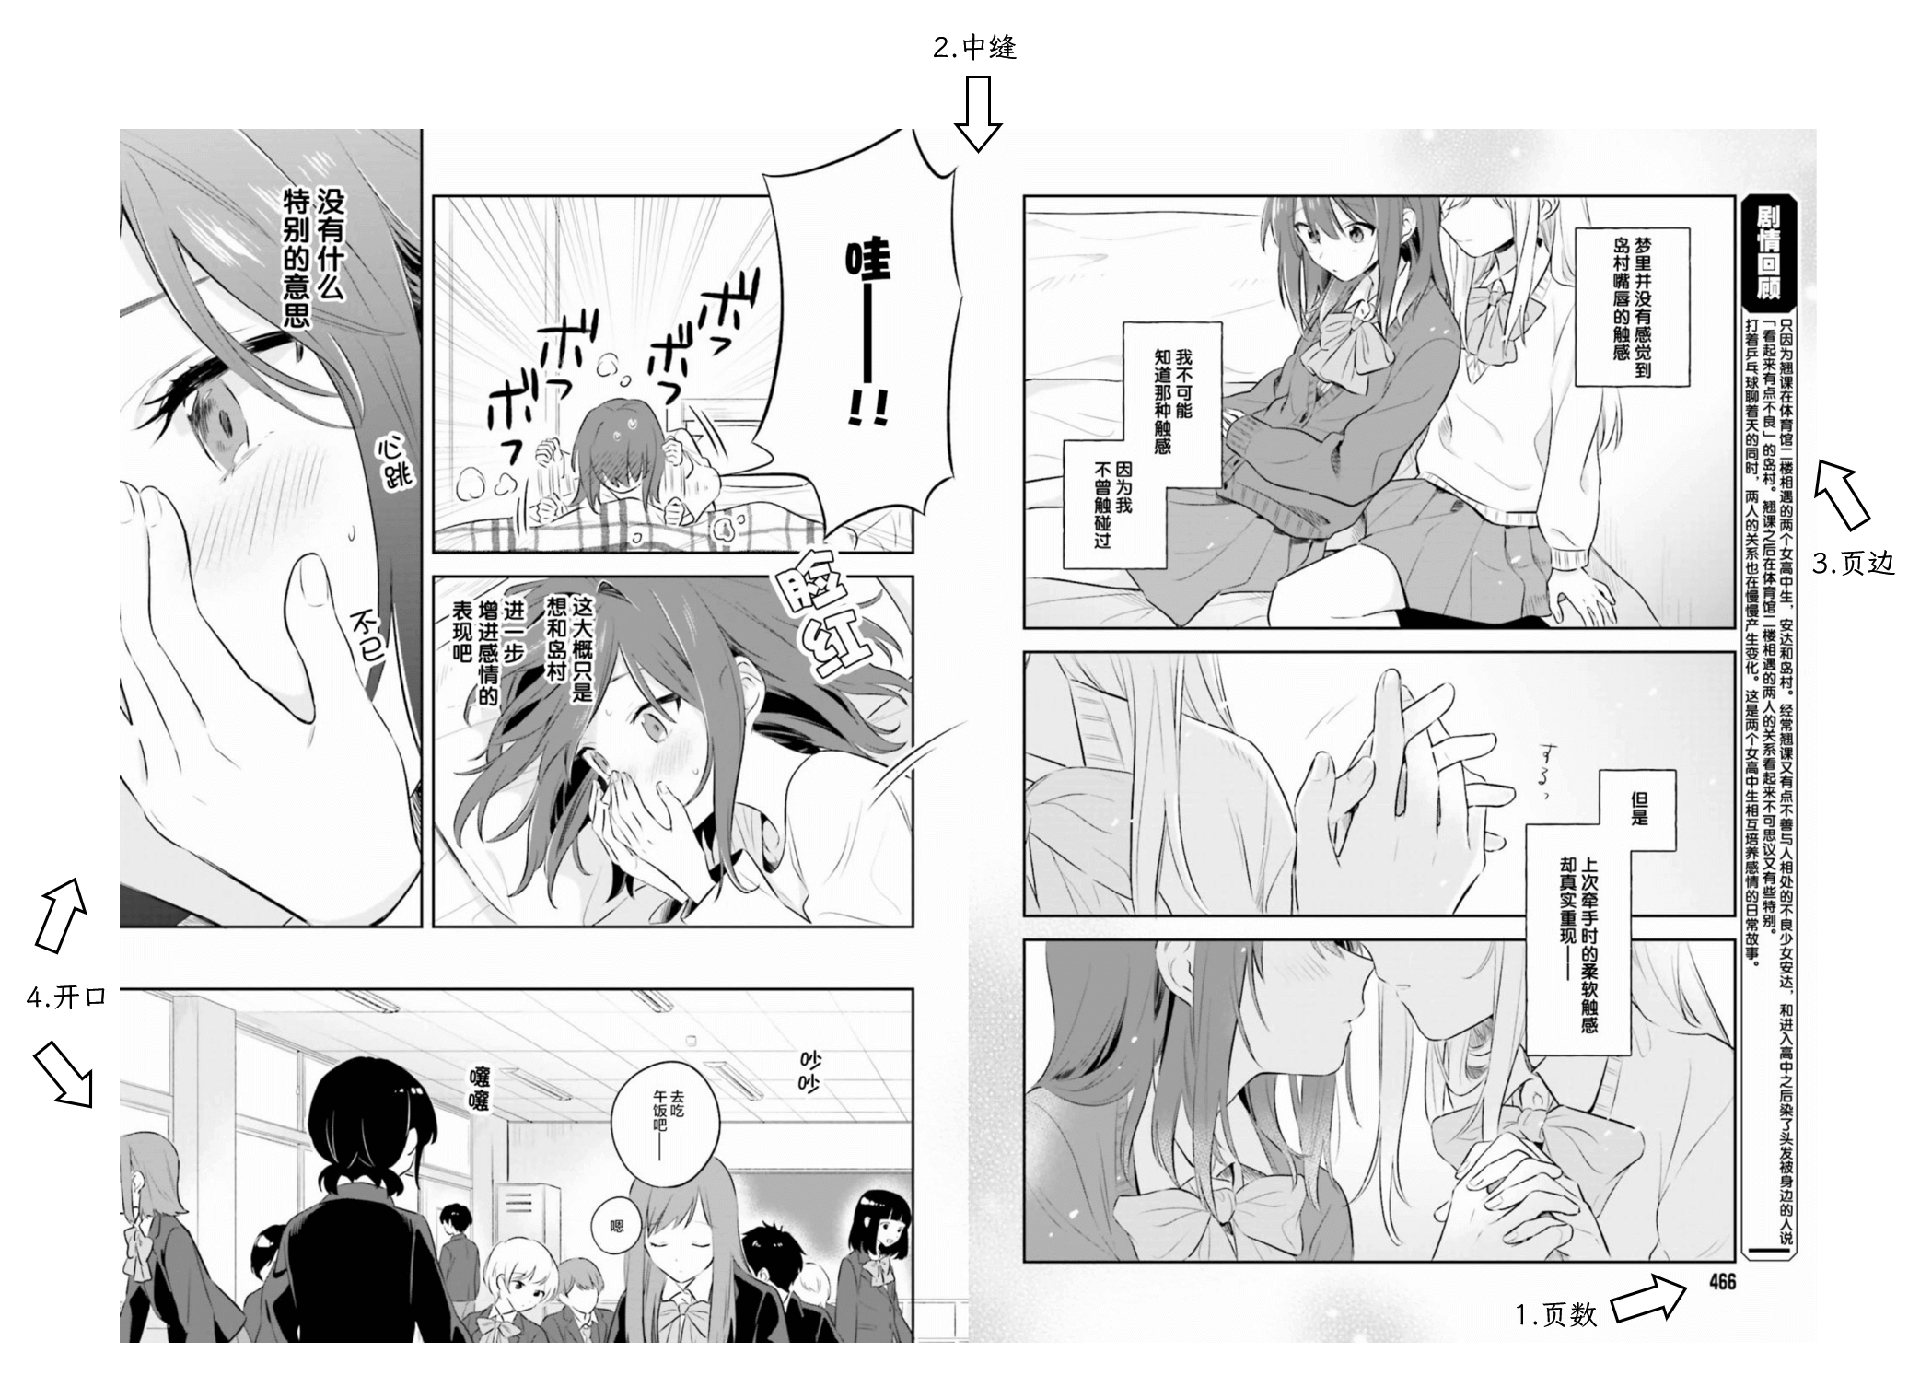 2.中缝
剧情回顾
只因为翘课在体育馆二楼相遇的两个女高中生，安达和岛村。经常翘课又有点不善与人相处的不良少女安达，和进入高中之后染了头发被身边的人说
「看起来有点不良」的岛村。翘课之后在体育馆二楼相遇的两人的关系看起来不可思议又有些特别。
打着乒乓球聊着天的同时，两人的关系也在慢慢产生变化。这是两个女高中生相互培养感情的日常故事。
3.页边
梦里并没有感觉到
岛村嘴唇的触感
我不可能
知道那种触感
因为我
不曾触碰过
する。
但是
上次牵手时的柔软触感
却真实重现——
466
1.页数
哇——!!
ボフ
ボフ
ボフ
ボフ
脸红
这大概只是
想和岛村
进一步
增进感情的
表现吧
没有什么
特别的意思
心跳
不已
吵
吵
去吃
午饭吧——
嗯
嚷
嚷
4.开口